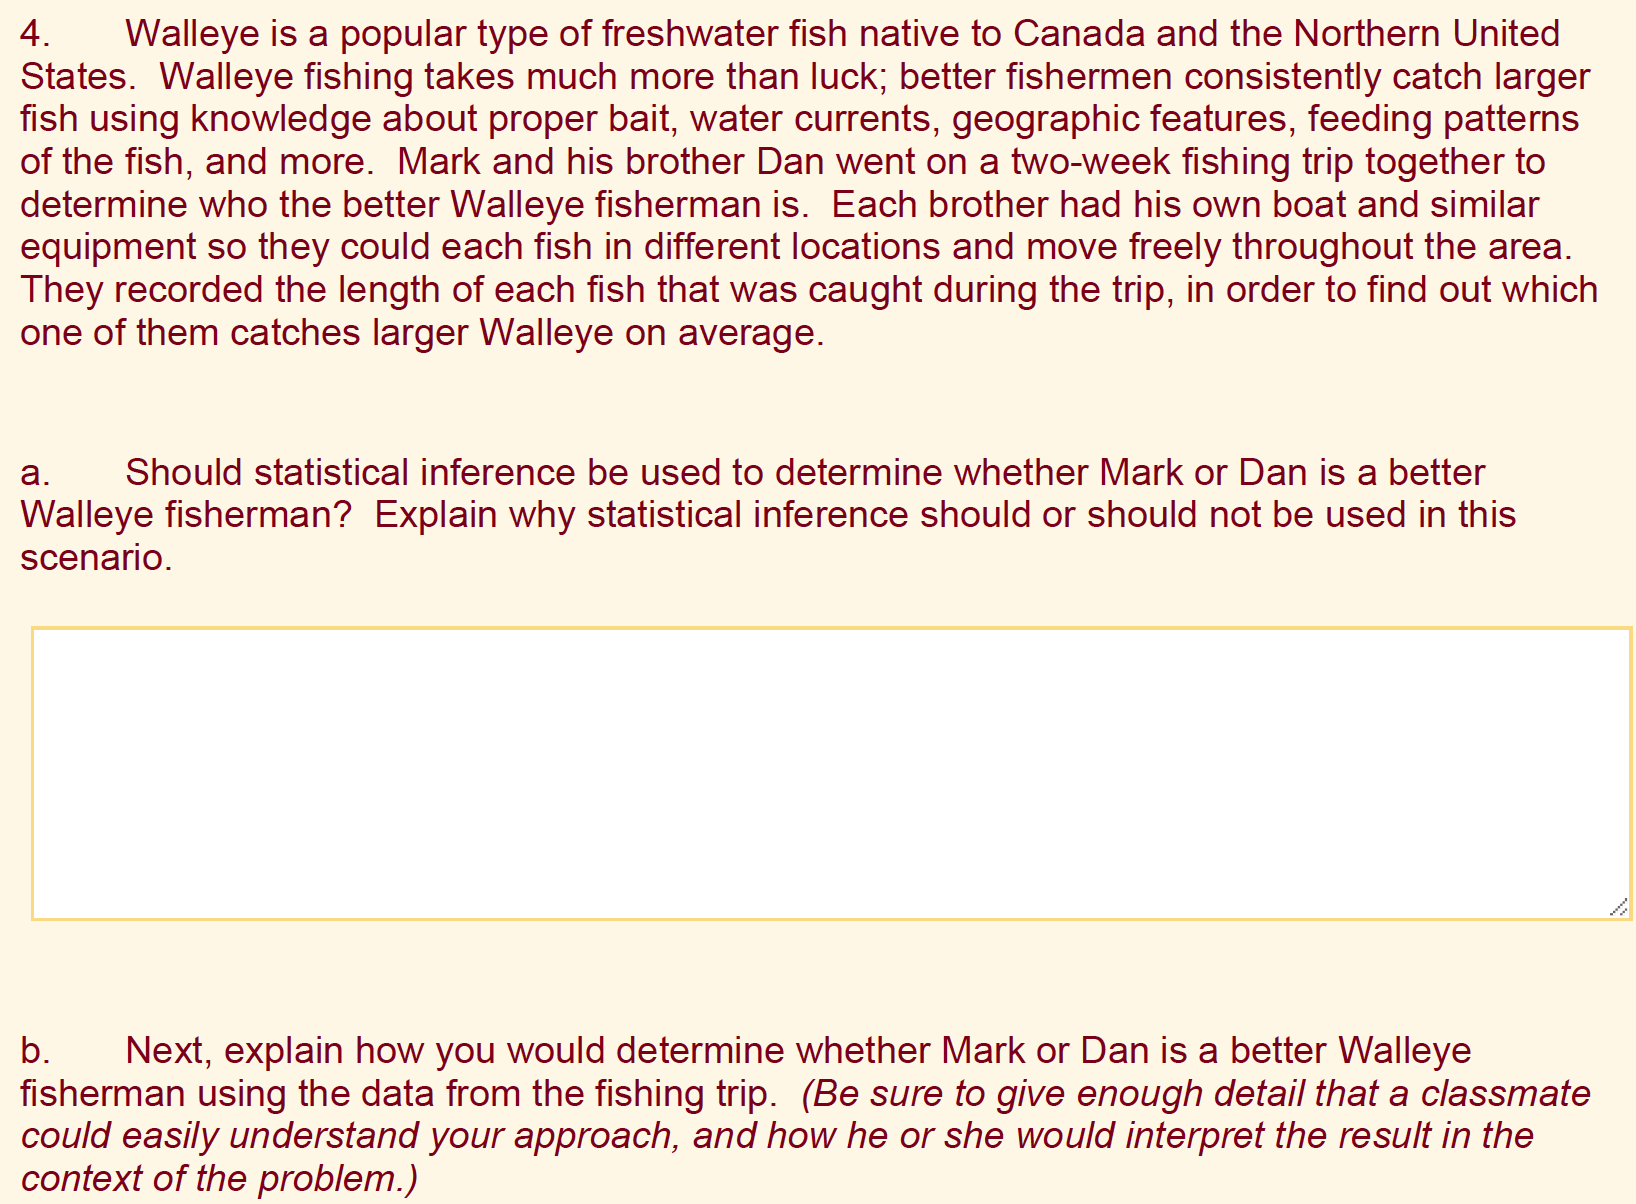 4. Walleye is a popular type of freshwater fish native to Canada and the Northern United
States. Walleye fishing takes much more than luck; better fishermen consistently catch larger
fish using knowledge about proper bait, water currents, geographic features, feeding patterns
of the fish, and more. Mark and his brother Dan went on a two-week fishing trip together to
determine who the better Walleye fisherman is. Each brother had his own boat and similar
equipment so they could each fish in different locations and move freely throughout the area.
They recorded the length of each fish that was caught during the trip, in order to find out which
one of them catches larger Walleye on average.
a. Should statistical inference be used to determine whether Mark or Dan is a better
Walleye fisherman? Explain why statistical inference should or should not be used in this
scenario.
b. Next, explain how you would determine whether Mark or Dan is a better Walleye
fisherman using the data from the fishing trip. (Be sure to give enough detail that a classmate
could easily understand your approach, and how he or she would interpret the result in the
context of the problem.)